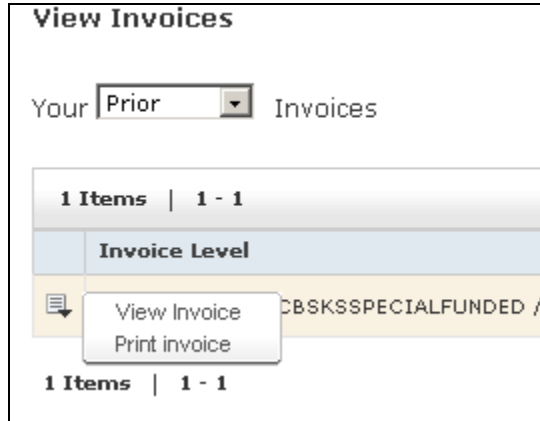 View Invoices
Your Prior Invoices
1 Items | 1 - 1
Invoice Level
CBSKSSPECIALFUNDED /
View Invoice
Print invoice
1 Items | 1 - 1